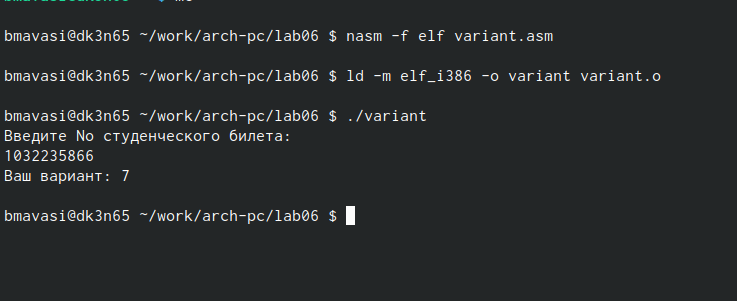 bmavasi@dk3n65 ~/work/arch-pc/lab06 $ nasm -f elf variant.asm
bmavasi@dk3n65 ~/work/arch-pc/lab06 $ ld -m elf_i386 -o variant variant.o
bmavasi@dk3n65 ~/work/arch-pc/lab06 $ ./variant
Введите No студенческого билета:
1032235866
Ваш вариант: 7
bmavasi@dk3n65 ~/work/arch-pc/lab06 $